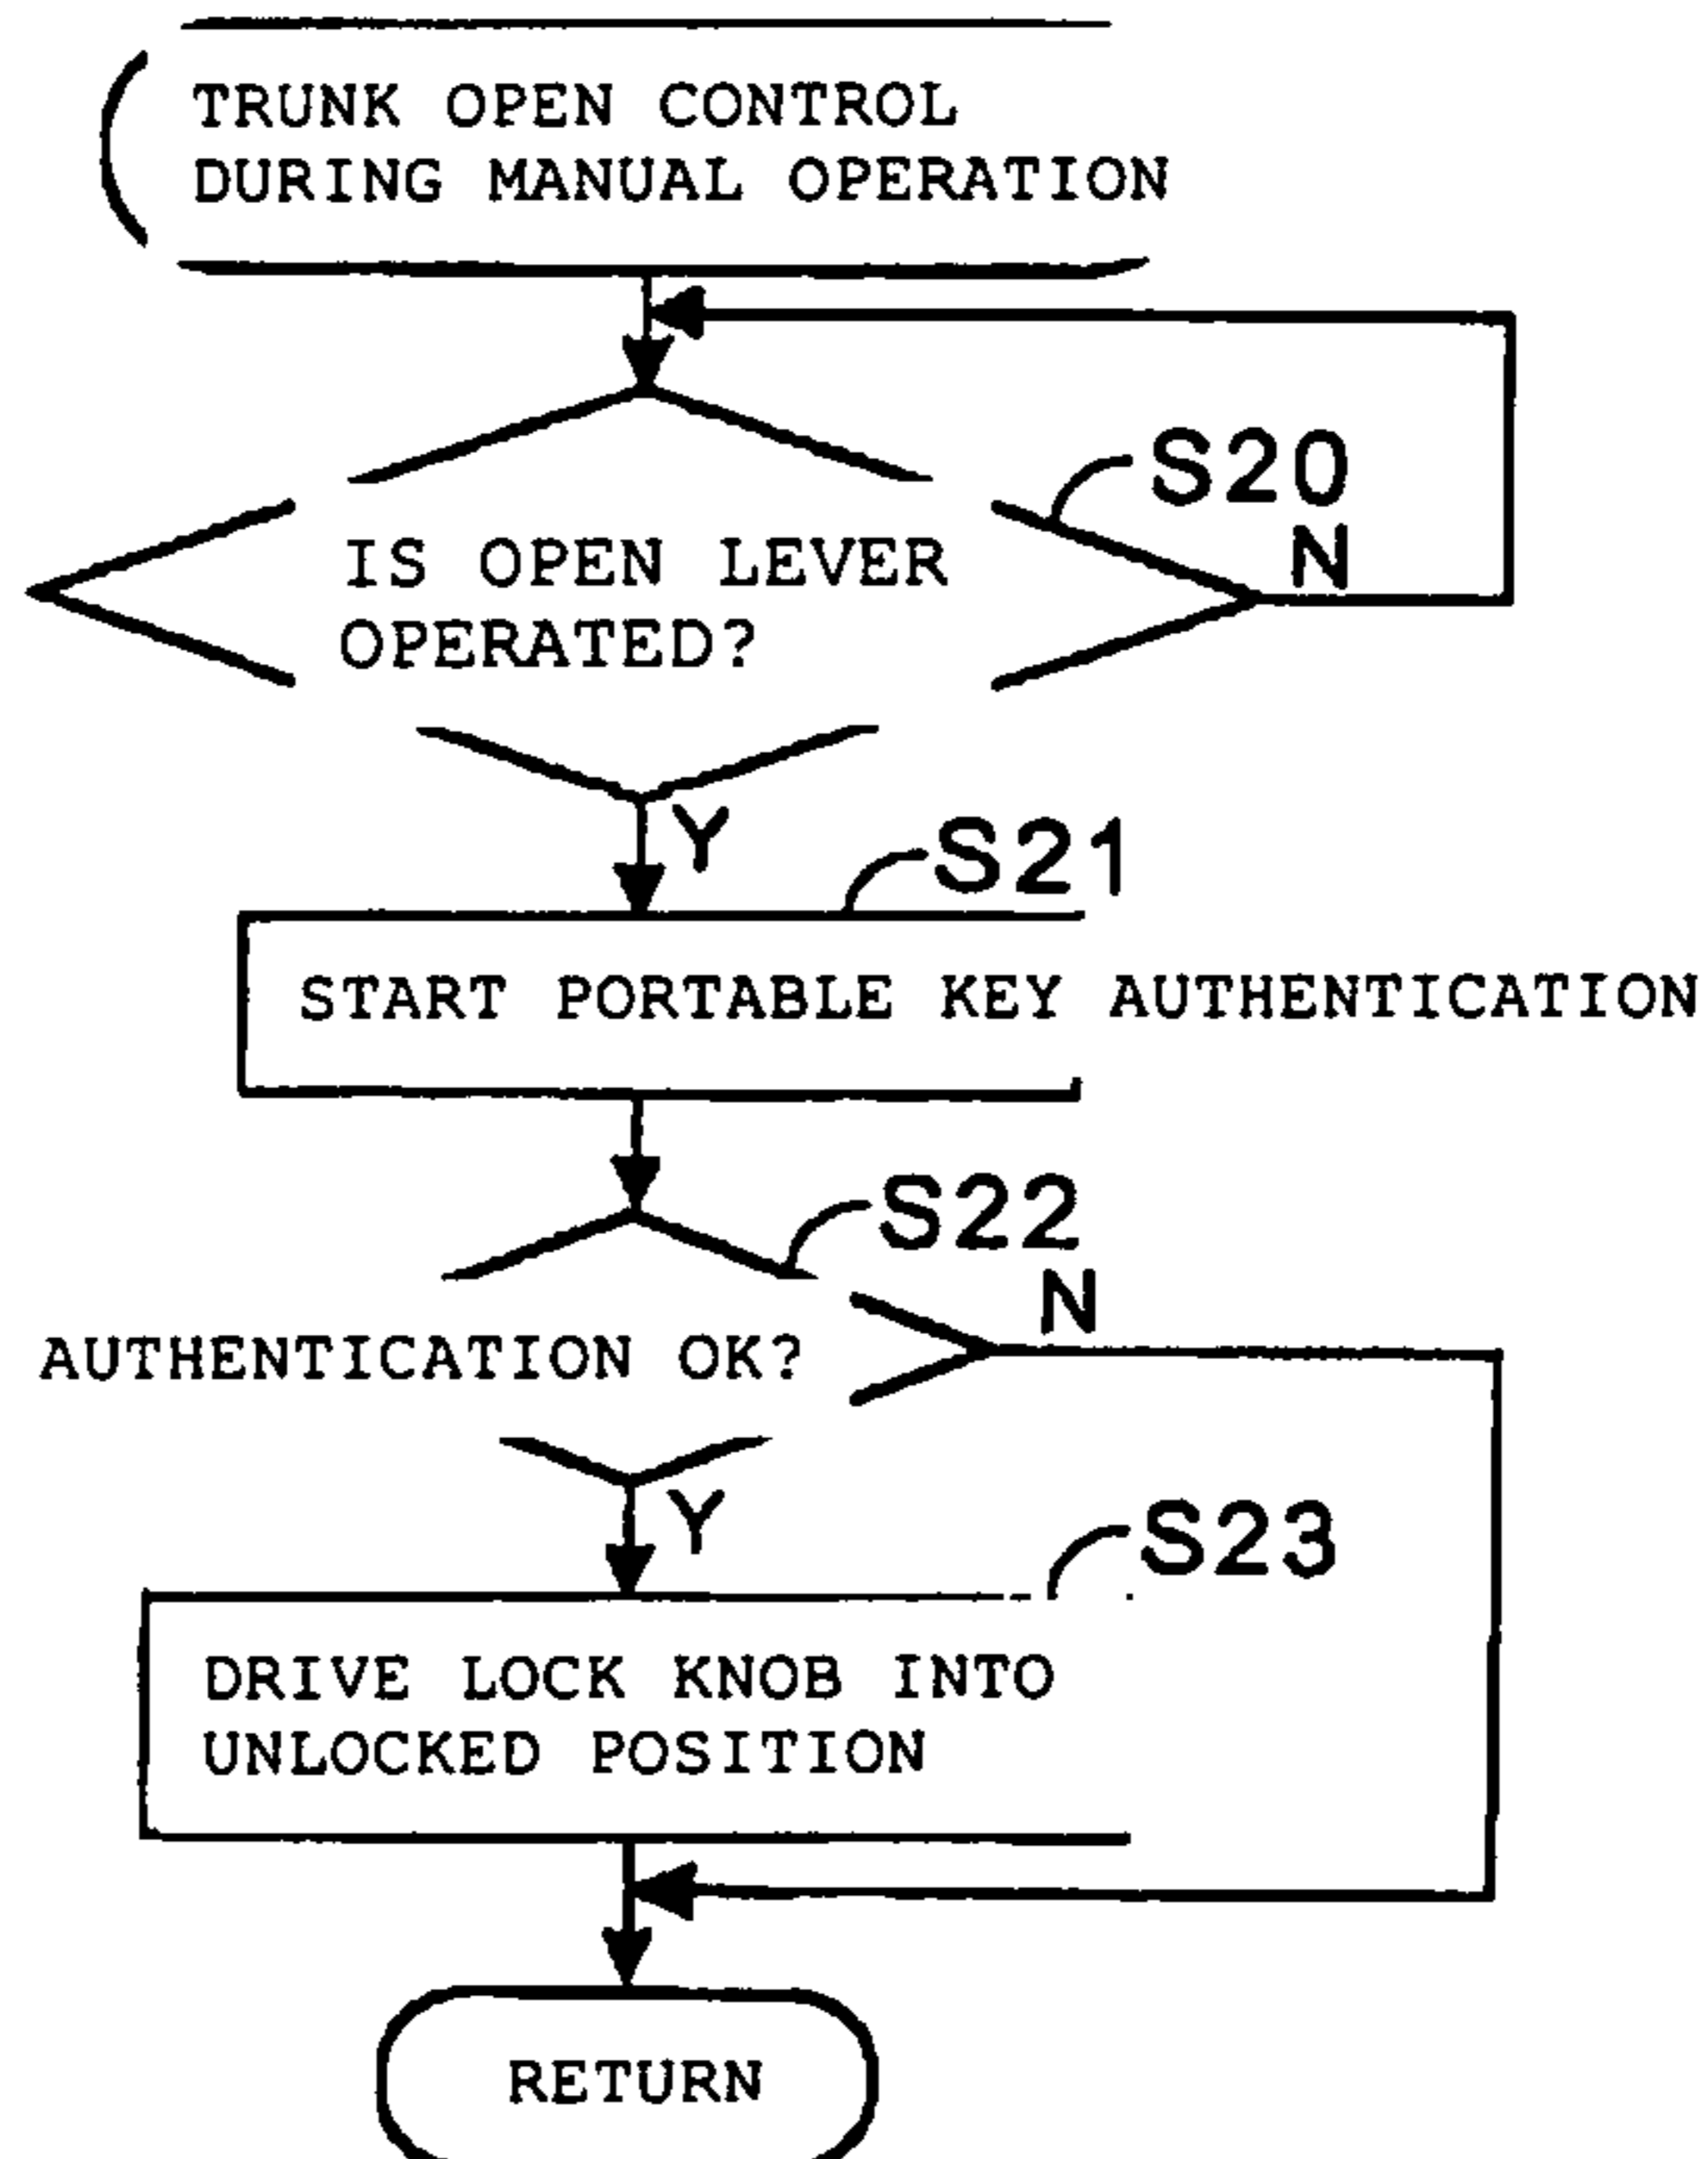 TRUNK OPEN CONTROL
DURING MANUAL OPERATION
S20
N
IS OPEN LEVER
OPERATED?
Y
S21
START PORTABLE KEY AUTHENTICATION
S22
N
AUTHENTICATION OK?
Y
S23
DRIVE LOCK KNOB INTO
UNLOCKED POSITION
RETURN